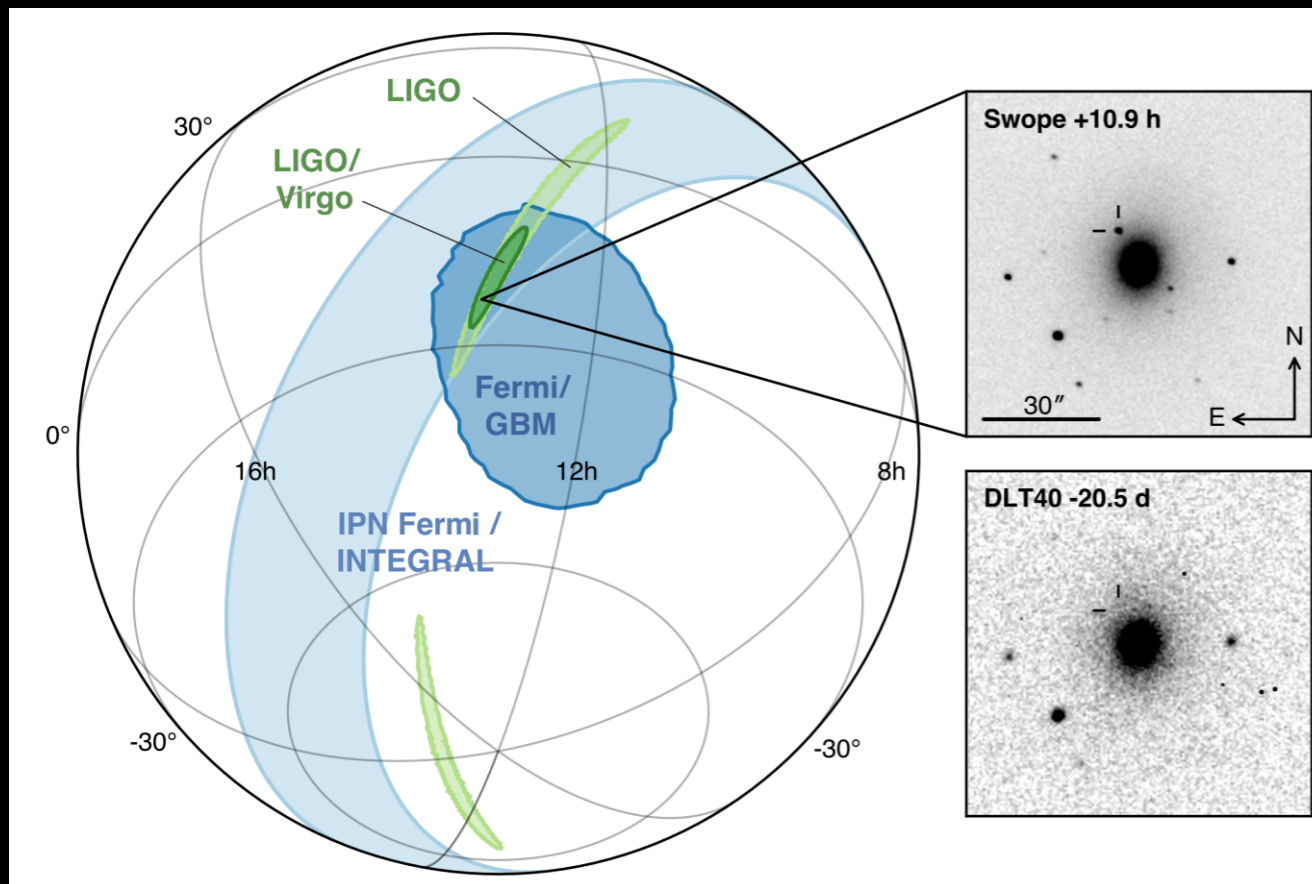 LIGO
30°
LIGO/
Virgo
Fermi/
GBM
0°
16h
12h
8h
IPN Fermi /
INTEGRAL
-30°
-30°
Swope +10.9 h
N
30″
E
DLT40 -20.5 d